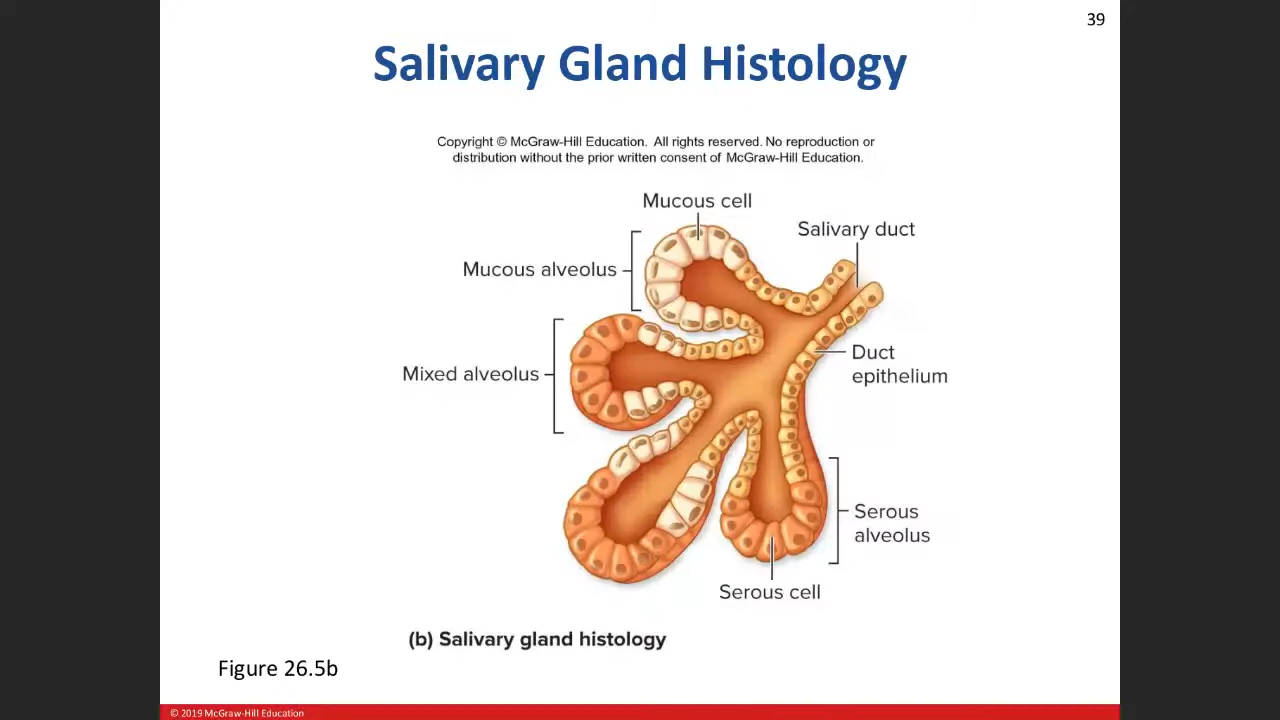 39
Salivary Gland Histology
Copyright © McGraw-Hill Education. All rights reserved. No reproduction or
distribution without the prior written consent of McGraw-Hill Education.
Mucous cell
Salivary duct
Mucous alveolus
Duct
epithelium
Mixed alveolus
Serous
alveolus
Serous cell
(b) Salivary gland histology
Figure 26.5b
© 2019 McGraw-Hill Education